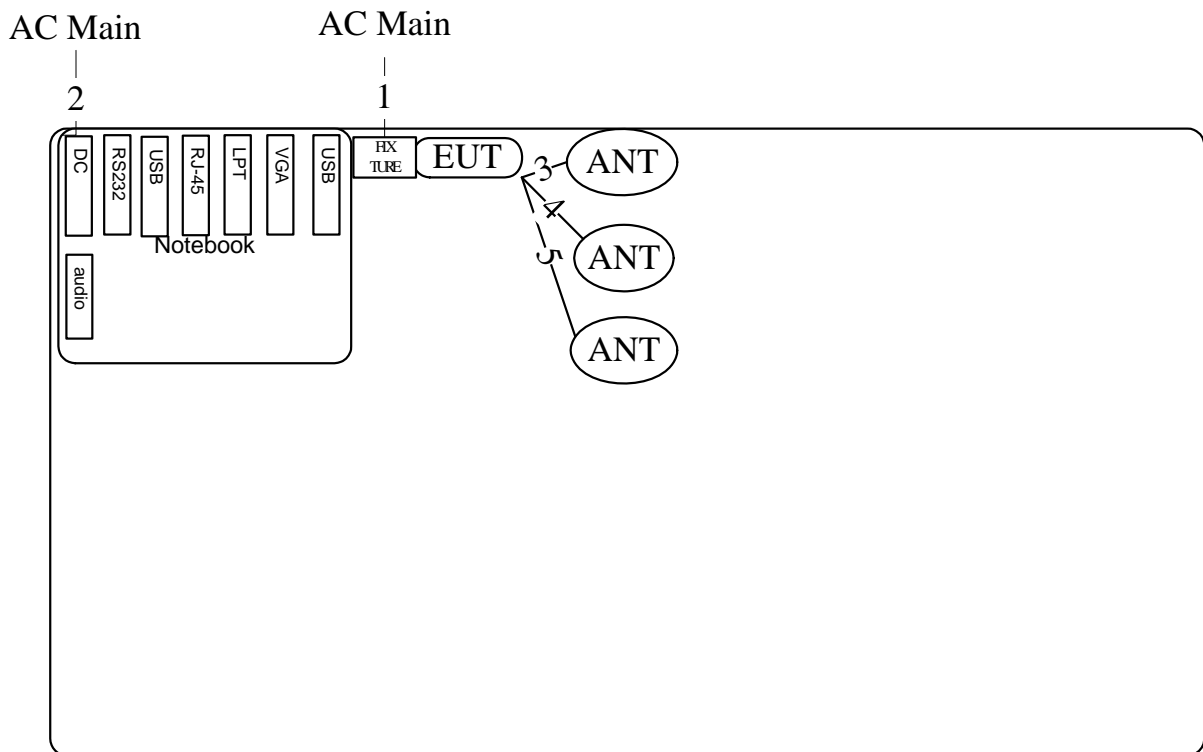 AC Main
AC Main
2
1
DC
RS232
USB
RJ-45
LPT
VGA
USB
FIX
TURE
EUT
3
ANT
4
Notebook
5
ANT
audio
ANT